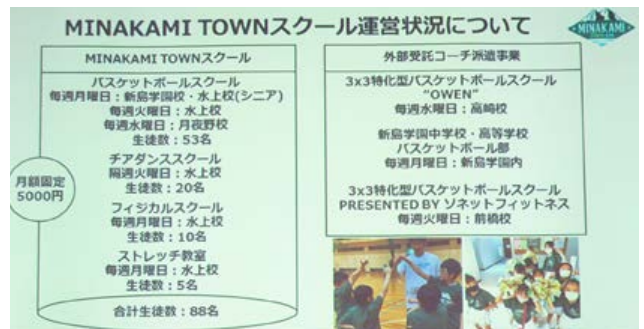 MINAKAMI TOWNスクール運営状況について
MINAKAMI
MINAKAMI TOWNスクール
バスケットボールスクール
毎週月曜日：新島学園校・水上校(シニア)
毎週火曜日：水上校
毎週水曜日：月夜野校
生徒数：53名
チアダンススクール
隔週火曜日：水上校
生徒数：20名
フィジカルスクール
毎週月曜日：水上校
生徒数：10名
ストレッチ教室
毎週月曜日：水上校
生徒数：5名
合計生徒数：88名
月額固定
5000円
外部受託コーチ派遣事業
3x3特化型バスケットボールスクール
"OWEN"
毎週水曜日：高崎校
新島学園中学校・高等学校
バスケットボール部
毎週月曜日：新島学園内
3x3特化型バスケットボールスクール
PRESENTED BY ソネットフィットネス
毎週火曜日：前橋校